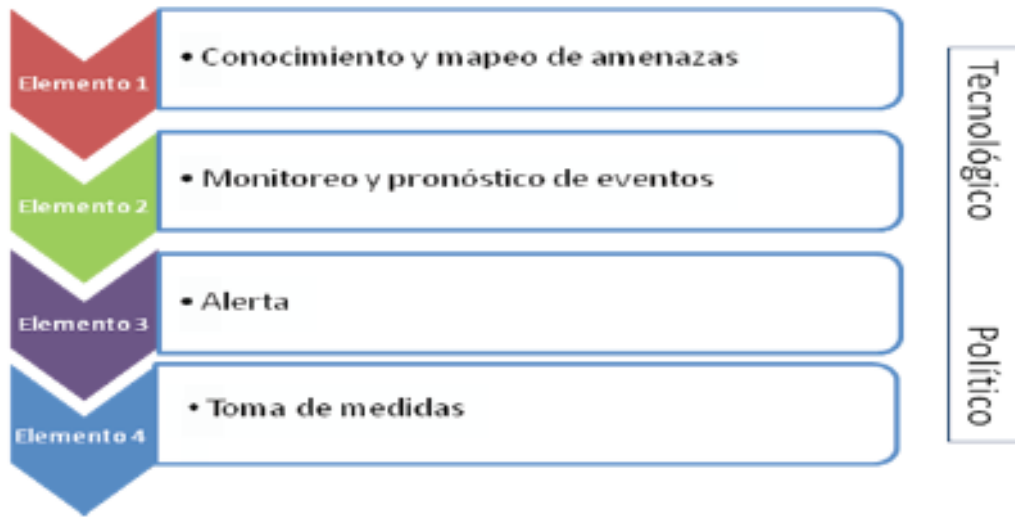 Elemento 1
• Conocimiento y mapeo de amenazas
Elemento 2
• Monitoreo y pronóstico de eventos
Elemento 3
• Alerta
Elemento 4
• Toma de medidas
Tecnológico
Político